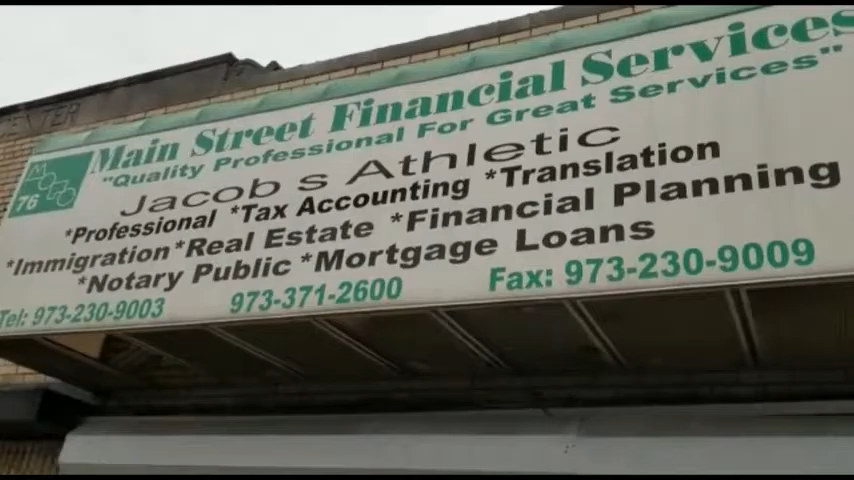 Main Street Financial Services
"Quality Professional For Great Services"
Jacob s Athletic
*Professional *Tax Accounting *Translation
*Immigration *Real Estate *Financial Planning
*Notary Public *Mortgage Loans
Tel: 973-230-9003 973-371-2600 Fax: 973-230-9009
76